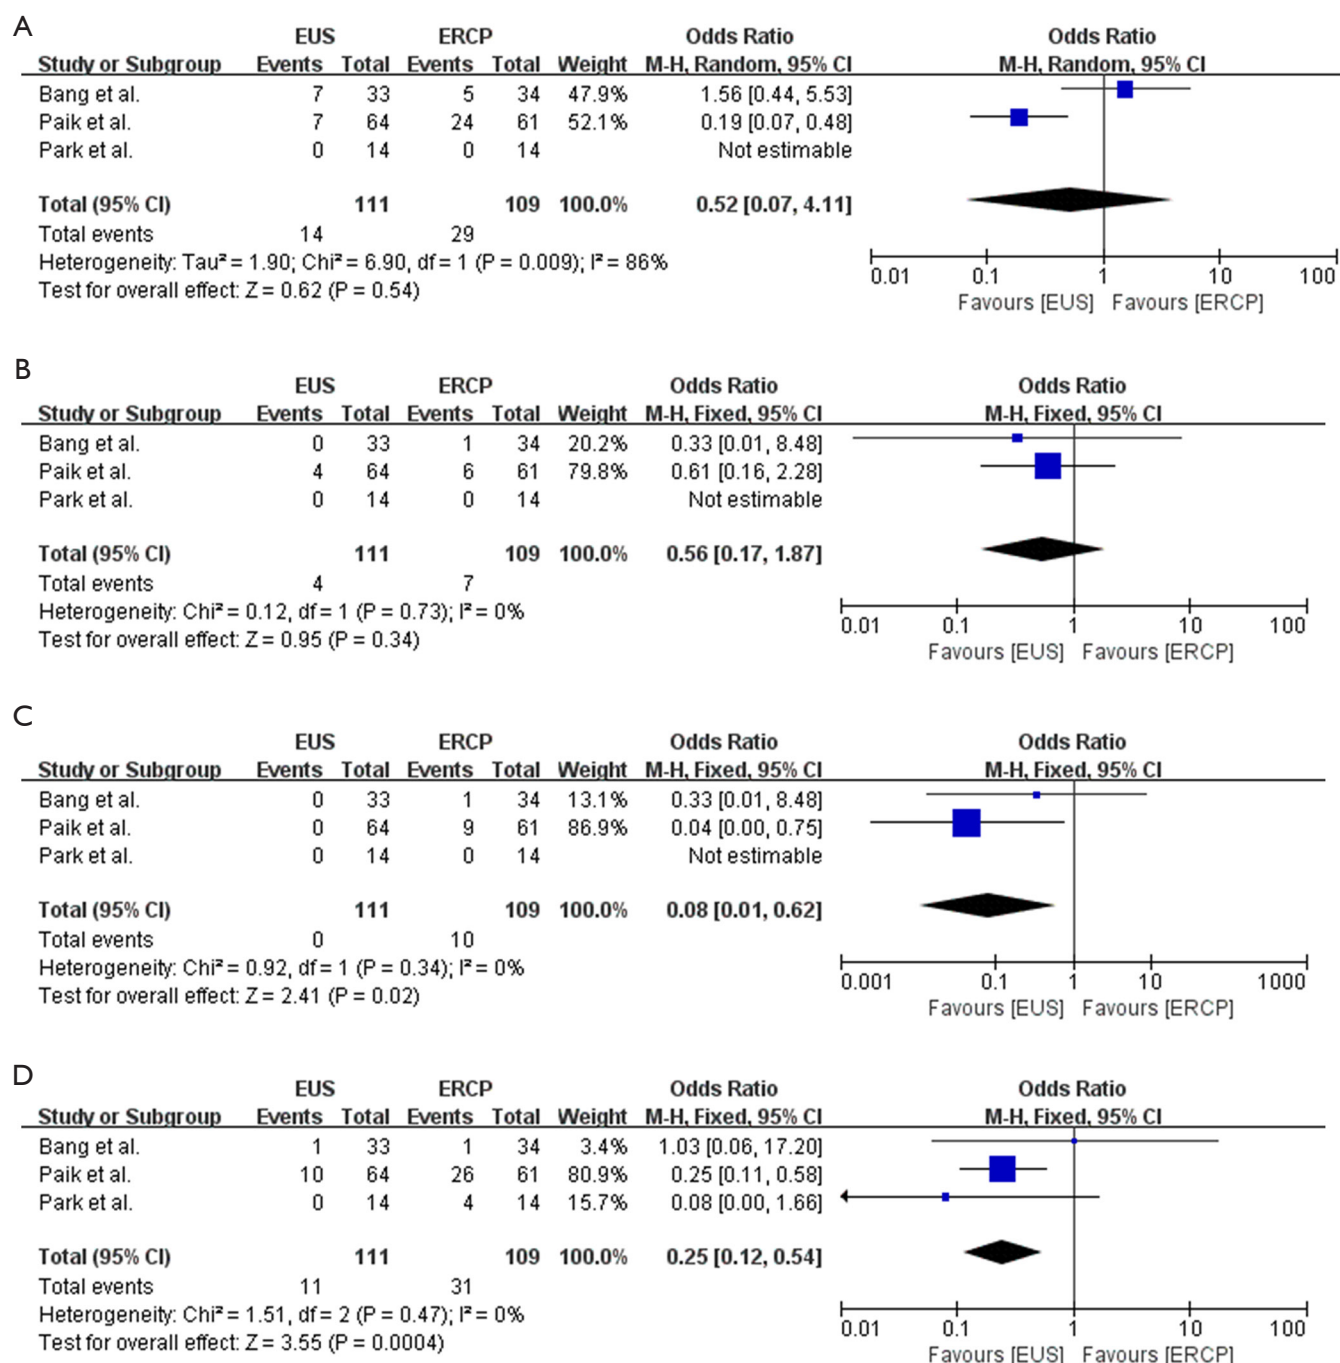 A
EUS ERCP Odds Ratio Odds Ratio
Study or Subgroup Events Total Events Total Weight M-H, Random, 95% CI M-H, Random, 95% CI
Bang et al. 7 33 5 34 47.9% 1.56 [0.44, 5.53]
Paik et al. 7 64 24 61 52.1% 0.19 [0.07, 0.48]
Park et al. 0 14 0 14 Not estimable
Total (95% CI) 111 109 100.0% 0.52 [0.07, 4.11]
Total events 14 29
Heterogeneity: Tau² = 1.90; Chi² = 6.90, df = 1 (P = 0.009); I² = 86%
Test for overall effect: Z = 0.62 (P = 0.54)
0.01 0.1 1 10 100
Favours [EUS] Favours [ERCP]
B
EUS ERCP Odds Ratio Odds Ratio
Study or Subgroup Events Total Events Total Weight M-H, Fixed, 95% CI M-H, Fixed, 95% CI
Bang et al. 0 33 1 34 20.2% 0.33 [0.01, 8.48]
Paik et al. 4 64 6 61 79.8% 0.61 [0.16, 2.28]
Park et al. 0 14 0 14 Not estimable
Total (95% CI) 111 109 100.0% 0.56 [0.17, 1.87]
Total events 4 7
Heterogeneity: Chi² = 0.12, df = 1 (P = 0.73); I² = 0%
Test for overall effect: Z = 0.95 (P = 0.34)
0.01 0.1 1 10 100
Favours [EUS] Favours [ERCP]
C
EUS ERCP Odds Ratio Odds Ratio
Study or Subgroup Events Total Events Total Weight M-H, Fixed, 95% CI M-H, Fixed, 95% CI
Bang et al. 0 33 1 34 13.1% 0.33 [0.01, 8.48]
Paik et al. 0 64 9 61 86.9% 0.04 [0.00, 0.75]
Park et al. 0 14 0 14 Not estimable
Total (95% CI) 111 109 100.0% 0.08 [0.01, 0.62]
Total events 0 10
Heterogeneity: Chi² = 0.92, df = 1 (P = 0.34); I² = 0%
Test for overall effect: Z = 2.41 (P = 0.02)
0.001 0.1 1 10 1000
Favours [EUS] Favours [ERCP]
D
EUS ERCP Odds Ratio Odds Ratio
Study or Subgroup Events Total Events Total Weight M-H, Fixed, 95% CI M-H, Fixed, 95% CI
Bang et al. 1 33 1 34 3.4% 1.03 [0.06, 17.20]
Paik et al. 10 64 26 61 80.9% 0.25 [0.11, 0.58]
Park et al. 0 14 4 14 15.7% 0.08 [0.00, 1.66]
Total (95% CI) 111 109 100.0% 0.25 [0.12, 0.54]
Total events 11 31
Heterogeneity: Chi² = 1.51, df = 2 (P = 0.47); I² = 0%
Test for overall effect: Z = 3.55 (P = 0.0004)
0.01 0.1 1 10 100
Favours [EUS] Favours [ERCP]